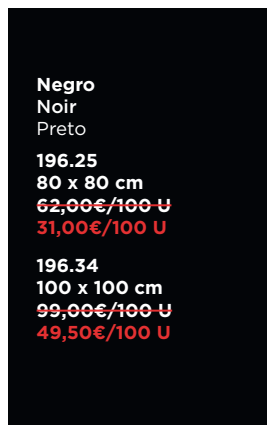 Negro
Noir
Preto
196.25
80 x 80 cm
62,00€/100 U
31,00€/100 U
196.34
100 x 100 cm
99,00€/100 U
49,50€/100 U